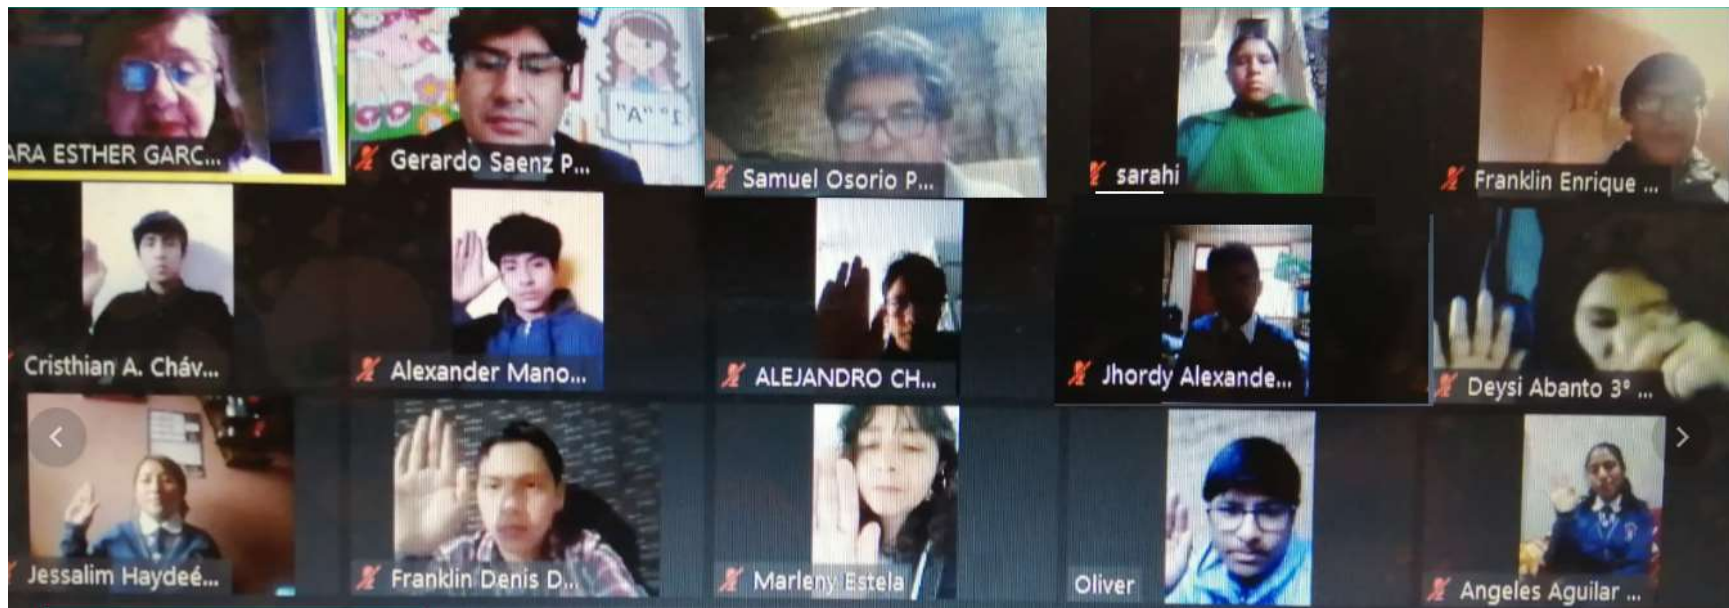 ARA ESTHER GARC...
Gerardo Saenz P...
"A" "I
Samuel Osorio P...
sarahi
Franklin Enrique ...
Cristhian A. Cháv...
Alexander Mano...
ALEJANDRO CH...
Jhordy Alexande...
Deysi Abanto 3° ...
Jessalim Haydeé...
Franklin Denis D...
Marleny Estela
Oliver
Angeles Aguilar ...